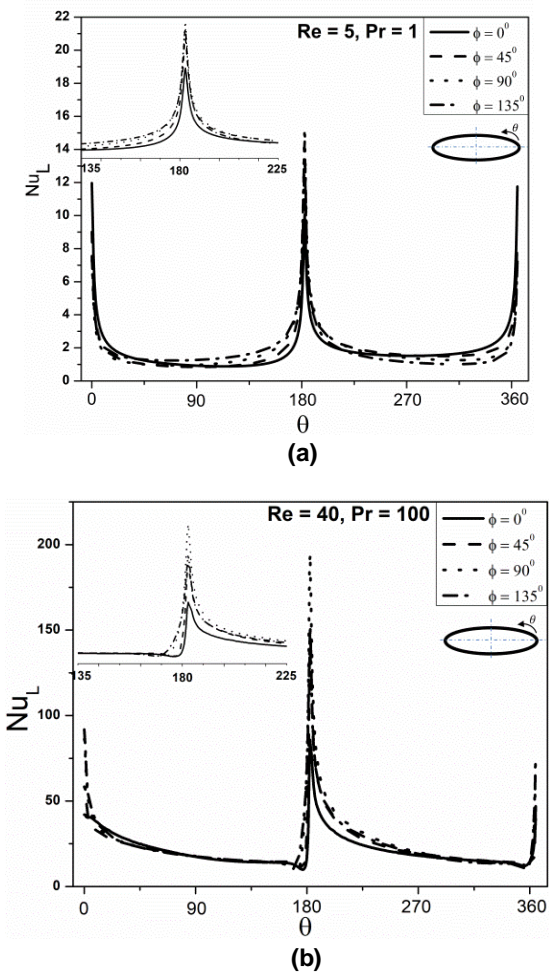 Re = 5, Pr = 1
ϕ = 0⁰
ϕ = 45⁰
ϕ = 90⁰
ϕ = 135⁰
θ
22
20
18
16
14
12
10
8
6
4
2
0
Nu_L
135 180 225
0 90 180 270 360
θ
(a)
Re = 40, Pr = 100
ϕ = 0⁰
ϕ = 45⁰
ϕ = 90⁰
ϕ = 135⁰
θ
200
150
100
50
0
Nu_L
135 180 225
0 90 180 270 360
θ
(b)